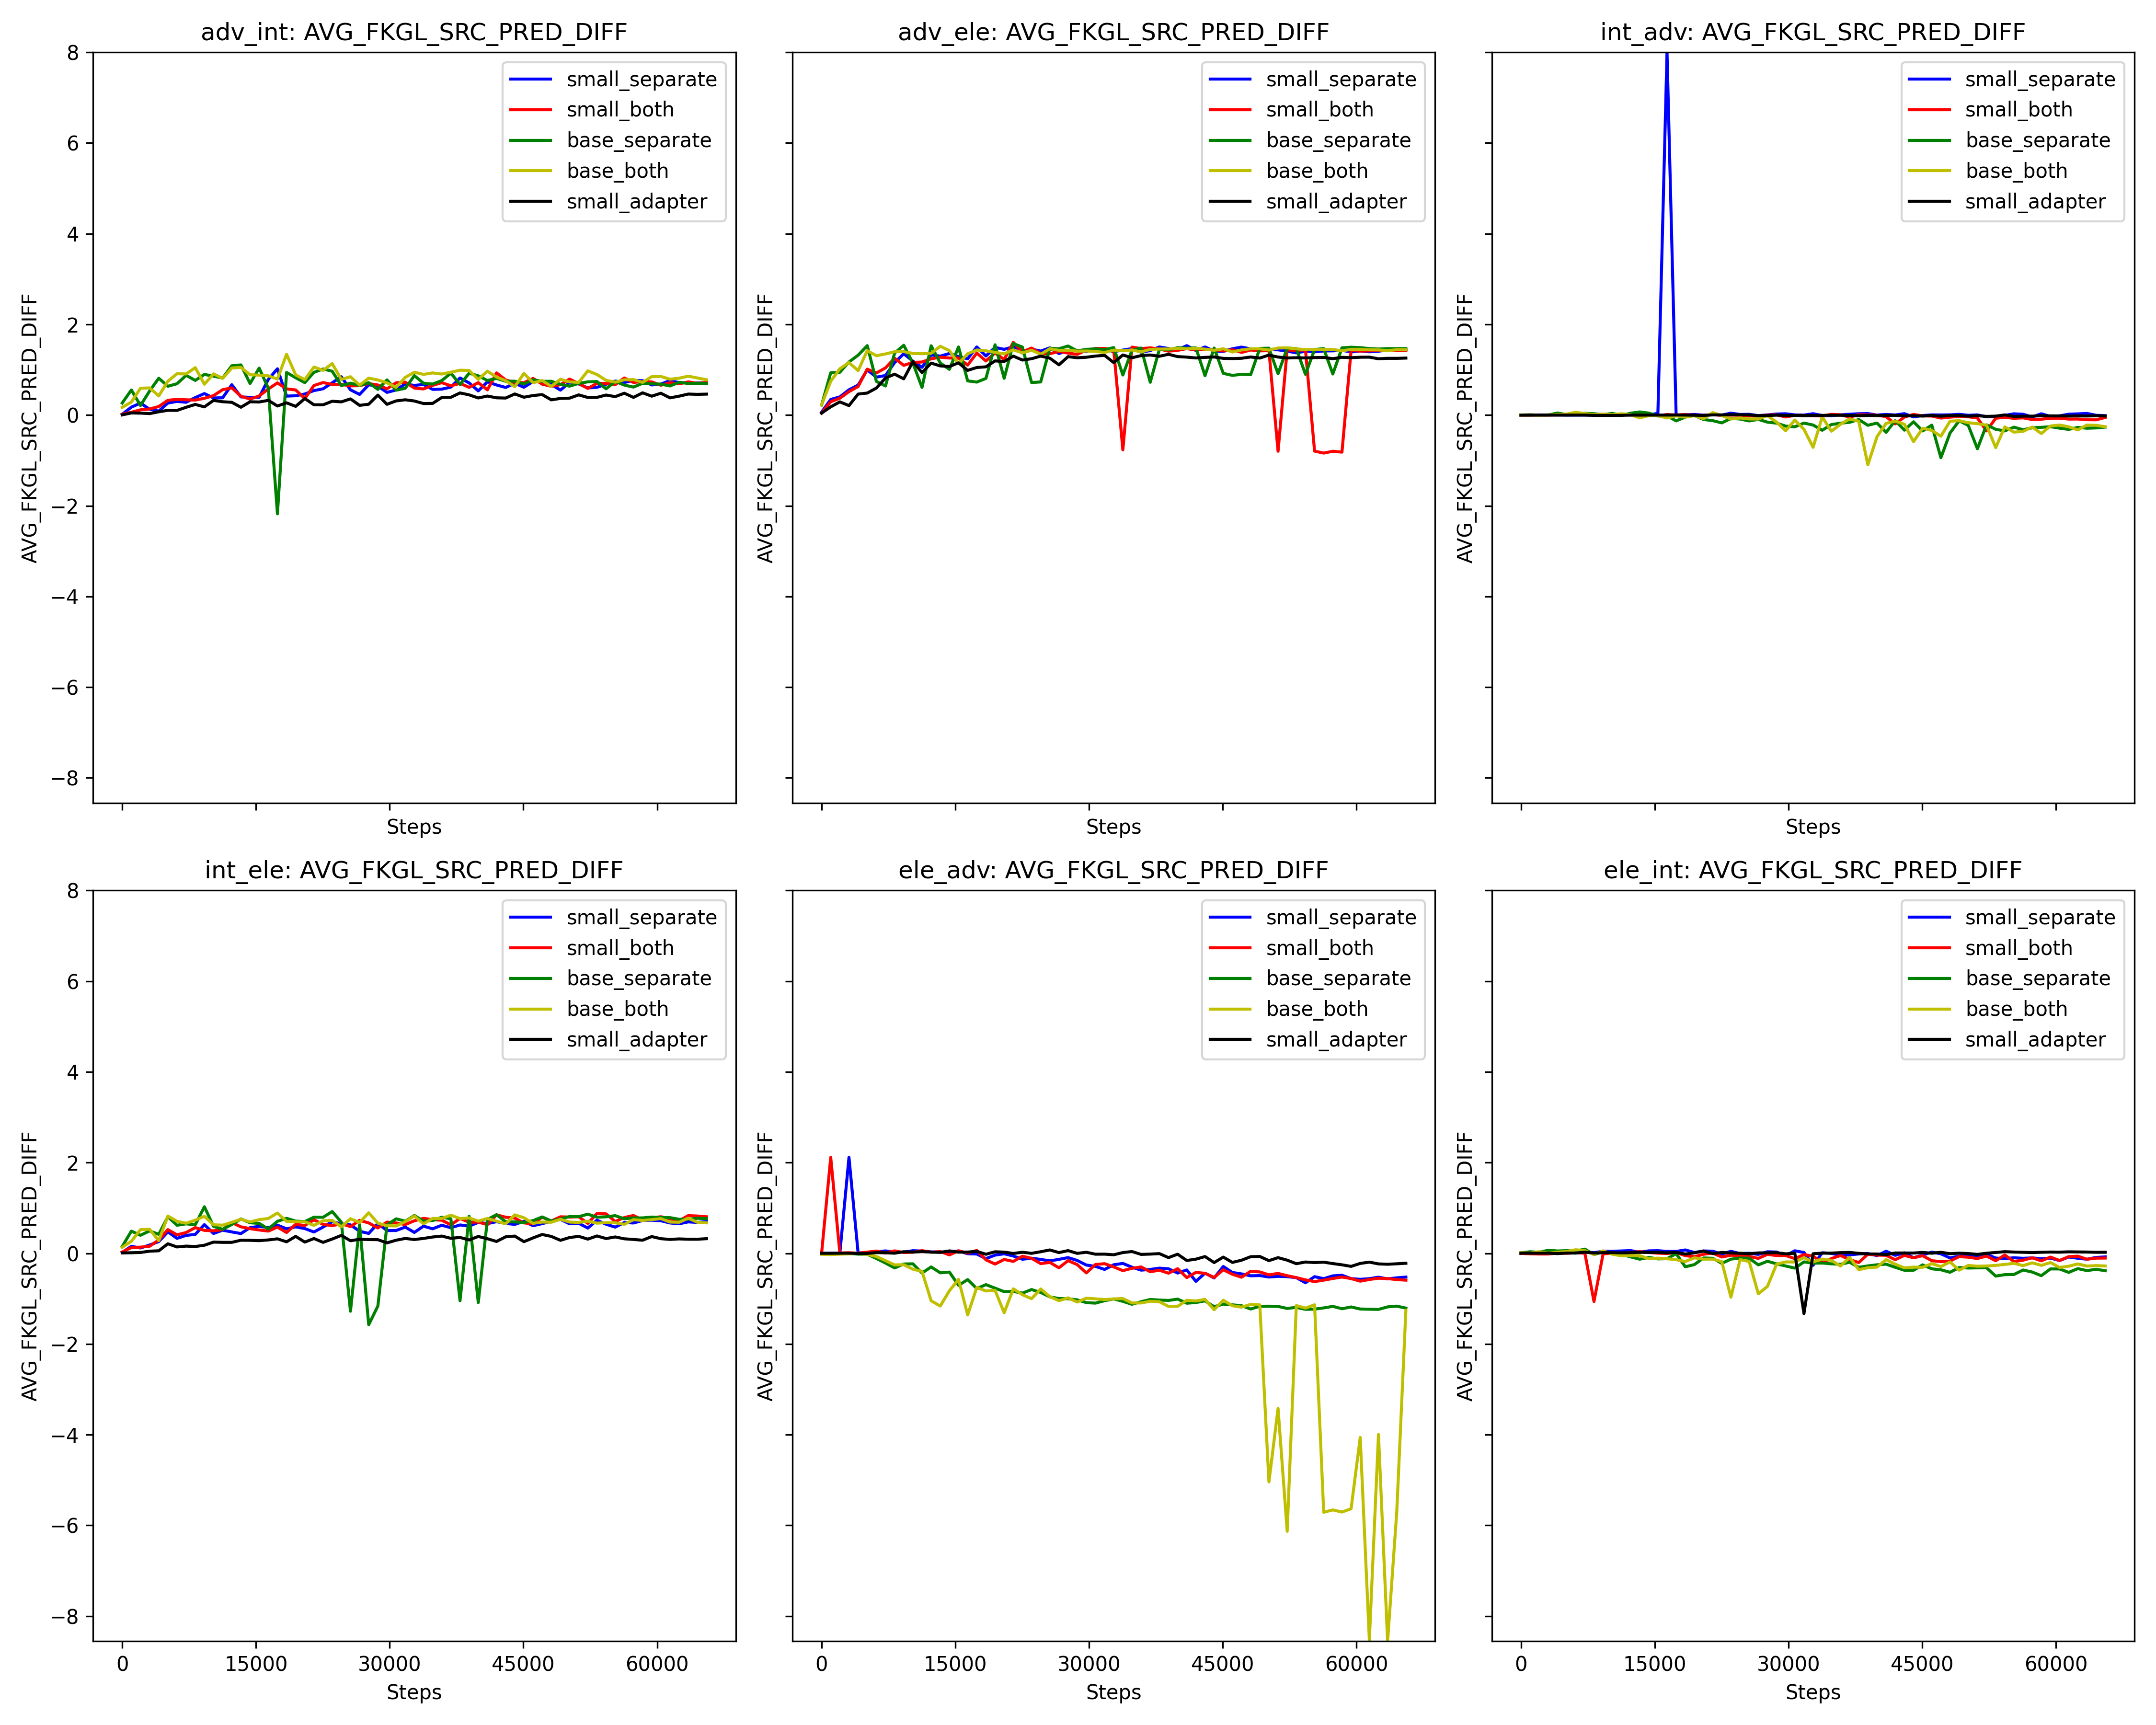 adv_int: AVG_FKGL_SRC_PRED_DIFF
8
6
4
2
0
−2
−4
−6
−8
AVG_FKGL_SRC_PRED_DIFF
small_separate
small_both
base_separate
base_both
small_adapter
Steps
adv_ele: AVG_FKGL_SRC_PRED_DIFF
AVG_FKGL_SRC_PRED_DIFF
small_separate
small_both
base_separate
base_both
small_adapter
Steps
int_adv: AVG_FKGL_SRC_PRED_DIFF
AVG_FKGL_SRC_PRED_DIFF
small_separate
small_both
base_separate
base_both
small_adapter
Steps
int_ele: AVG_FKGL_SRC_PRED_DIFF
8
6
4
2
0
−2
−4
−6
−8
AVG_FKGL_SRC_PRED_DIFF
small_separate
small_both
base_separate
base_both
small_adapter
0 15000 30000 45000 60000
Steps
ele_adv: AVG_FKGL_SRC_PRED_DIFF
AVG_FKGL_SRC_PRED_DIFF
small_separate
small_both
base_separate
base_both
small_adapter
0 15000 30000 45000 60000
Steps
ele_int: AVG_FKGL_SRC_PRED_DIFF
AVG_FKGL_SRC_PRED_DIFF
small_separate
small_both
base_separate
base_both
small_adapter
0 15000 30000 45000 60000
Steps